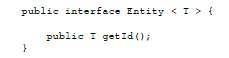 public interface Entity < T > {
public T getId();
}